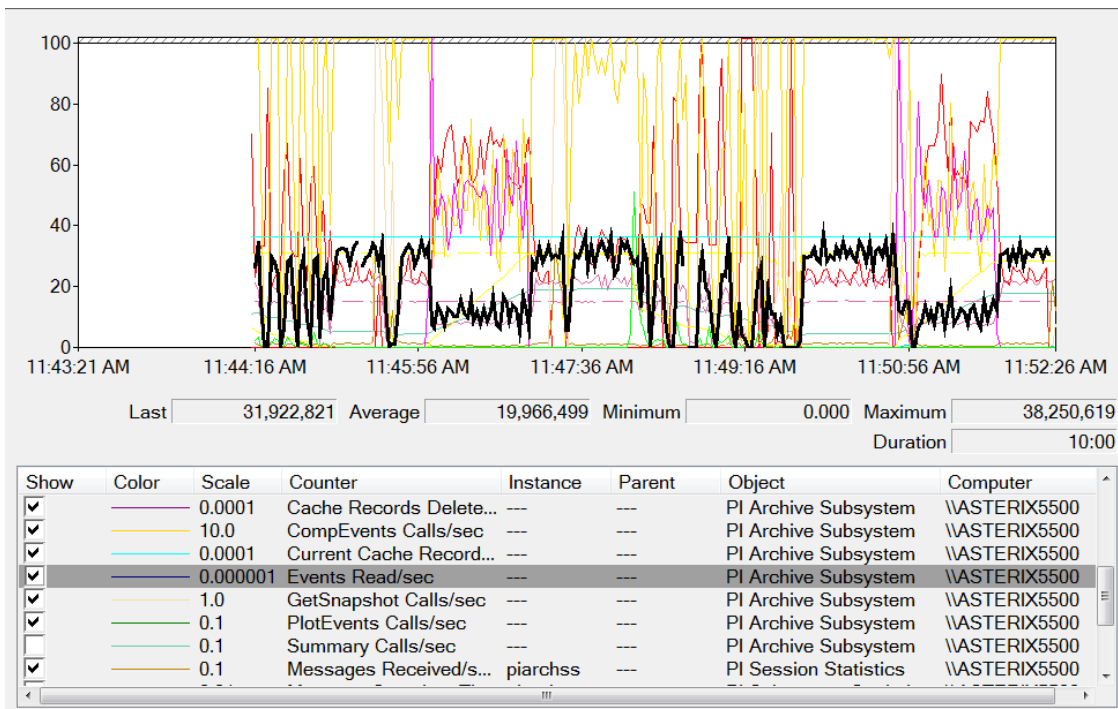 100
80
60
40
20
0
11:43:21 AM 11:44:16 AM 11:45:56 AM 11:47:36 AM 11:49:16 AM 11:50:56 AM 11:52:26 AM
Last 31,922,821 Average 19,966,499 Minimum 0.000 Maximum 38,250,619
Duration 10:00
Show Color Scale Counter Instance Parent Object Computer
0.0001 Cache Records Delete... --- --- PI Archive Subsystem \\ASTERIX5500
10.0 CompEvents Calls/sec --- --- PI Archive Subsystem \\ASTERIX5500
0.0001 Current Cache Record... --- --- PI Archive Subsystem \\ASTERIX5500
0.000001 Events Read/sec --- --- PI Archive Subsystem \\ASTERIX5500
1.0 GetSnapshot Calls/sec --- --- PI Archive Subsystem \\ASTERIX5500
0.1 PlotEvents Calls/sec --- --- PI Archive Subsystem \\ASTERIX5500
0.1 Summary Calls/sec --- --- PI Archive Subsystem \\ASTERIX5500
0.1 Messages Received/s... piarchss --- PI Session Statistics \\ASTERIX5500